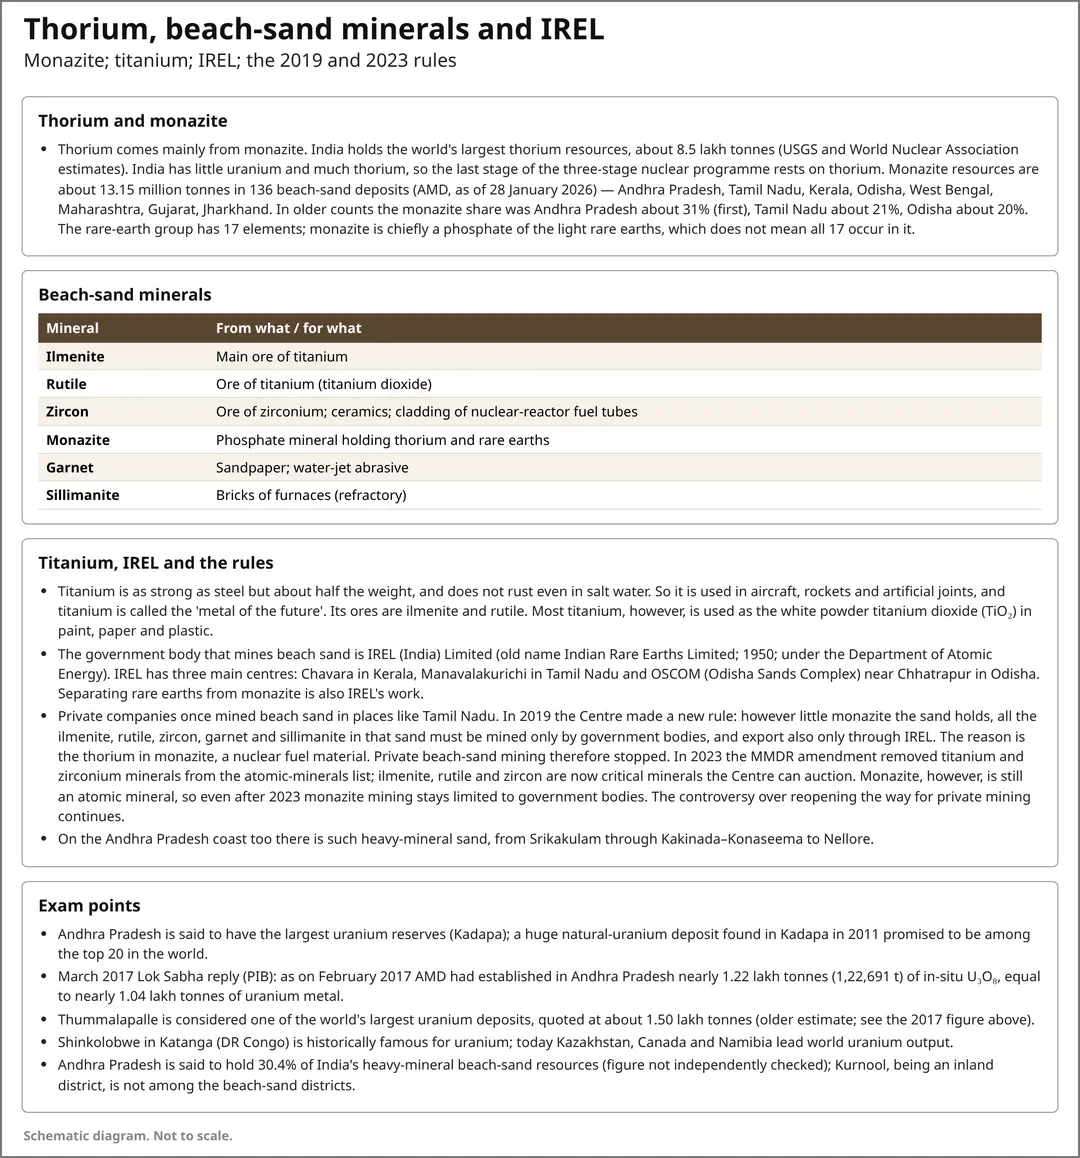 Thorium, beach-sand minerals and IREL
Monazite; titanium; IREL; the 2019 and 2023 rules
Thorium and monazite
• Thorium comes mainly from monazite. India holds the world's largest thorium resources, about 8.5 lakh tonnes (USGS and World Nuclear Association
estimates). India has little uranium and much thorium, so the last stage of the three-stage nuclear programme rests on thorium. Monazite resources are
about 13.15 million tonnes in 136 beach-sand deposits (AMD, as of 28 January 2026) — Andhra Pradesh, Tamil Nadu, Kerala, Odisha, West Bengal,
Maharashtra, Gujarat, Jharkhand. In older counts the monazite share was Andhra Pradesh about 31% (first), Tamil Nadu about 21%, Odisha about 20%.
The rare-earth group has 17 elements; monazite is chiefly a phosphate of the light rare earths, which does not mean all 17 occur in it.
Beach-sand minerals
Mineral From what / for what
Ilmenite Main ore of titanium
Rutile Ore of titanium (titanium dioxide)
Zircon Ore of zirconium; ceramics; cladding of nuclear-reactor fuel tubes
Monazite Phosphate mineral holding thorium and rare earths
Garnet Sandpaper; water-jet abrasive
Sillimanite Bricks of furnaces (refractory)
Titanium, IREL and the rules
• Titanium is as strong as steel but about half the weight, and does not rust even in salt water. So it is used in aircraft, rockets and artificial joints, and
titanium is called the 'metal of the future'. Its ores are ilmenite and rutile. Most titanium, however, is used as the white powder titanium dioxide (TiO₂) in
paint, paper and plastic.
• The government body that mines beach sand is IREL (India) Limited (old name Indian Rare Earths Limited; 1950; under the Department of Atomic
Energy). IREL has three main centres: Chavara in Kerala, Manavalakurichi in Tamil Nadu and OSCOM (Odisha Sands Complex) near Chhatrapur in Odisha.
Separating rare earths from monazite is also IREL's work.
• Private companies once mined beach sand in places like Tamil Nadu. In 2019 the Centre made a new rule: however little monazite the sand holds, all the
ilmenite, rutile, zircon, garnet and sillimanite in that sand must be mined only by government bodies, and export also only through IREL. The reason is
the thorium in monazite, a nuclear fuel material. Private beach-sand mining therefore stopped. In 2023 the MMDR amendment removed titanium and
zirconium minerals from the atomic-minerals list; ilmenite, rutile and zircon are now critical minerals the Centre can auction. Monazite, however, is still
an atomic mineral, so even after 2023 monazite mining stays limited to government bodies. The controversy over reopening the way for private mining
continues.
• On the Andhra Pradesh coast too there is such heavy-mineral sand, from Srikakulam through Kakinada–Konaseema to Nellore.
Exam points
• Andhra Pradesh is said to have the largest uranium reserves (Kadapa); a huge natural-uranium deposit found in Kadapa in 2011 promised to be among
the top 20 in the world.
• March 2017 Lok Sabha reply (PIB): as on February 2017 AMD had established in Andhra Pradesh nearly 1.22 lakh tonnes (1,22,691 t) of in-situ U₃O₈, equal
to nearly 1.04 lakh tonnes of uranium metal.
• Thummalapalle is considered one of the world's largest uranium deposits, quoted at about 1.50 lakh tonnes (older estimate; see the 2017 figure above).
• Shinkolobwe in Katanga (DR Congo) is historically famous for uranium; today Kazakhstan, Canada and Namibia lead world uranium output.
• Andhra Pradesh is said to hold 30.4% of India's heavy-mineral beach-sand resources (figure not independently checked); Kurnool, being an inland
district, is not among the beach-sand districts.
Schematic diagram. Not to scale.